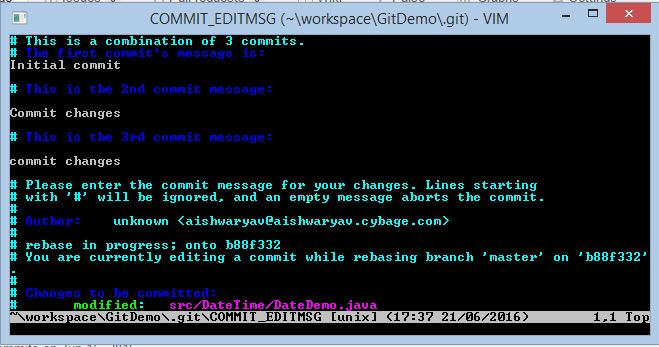 COMMIT_EDITMSG (~\workspace\GitDemo\.git) - VIM
# This is a combination of 3 commits.
# The first commit's message is:
Initial commit
# This is the 2nd commit message:
Commit changes
# This is the 3rd commit message:
commit changes
# Please enter the commit message for your changes. Lines starting
# with '#' will be ignored, and an empty message aborts the commit.
#
# Author:    unknown <aishwaryav@aishwaryav.cybage.com>
#
# rebase in progress; onto b88f332
# You are currently editing a commit while rebasing branch 'master' on 'b88f332'
.
#
# Changes to be committed:
#       modified:   src/DateTime/DateDemo.java
~\workspace\GitDemo\.git\COMMIT_EDITMSG [unix] (17:37 21/06/2016)       1,1 Top